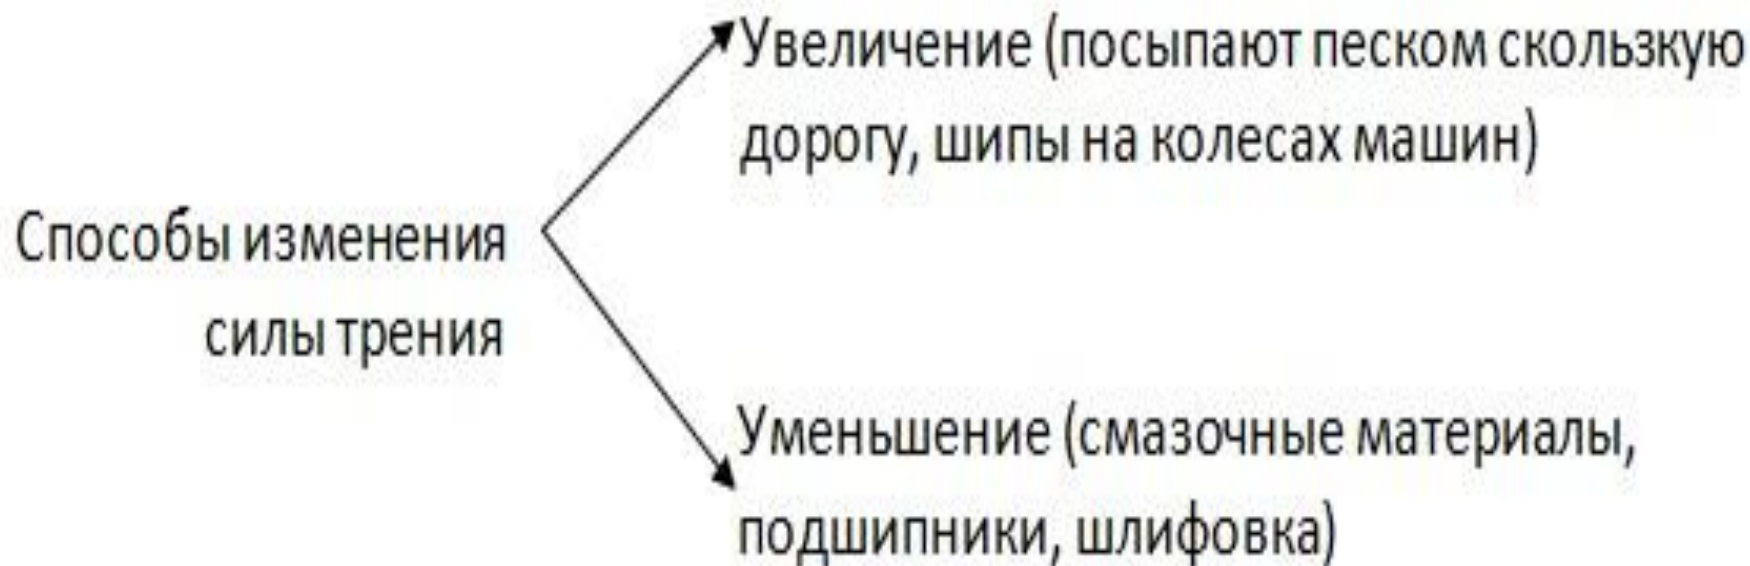 Увеличение (посыпают песком скользкую
дорогу, шипы на колесах машин)
Способы изменения
силы трения
Уменьшение (смазочные материалы,
подшипники, шлифовка)